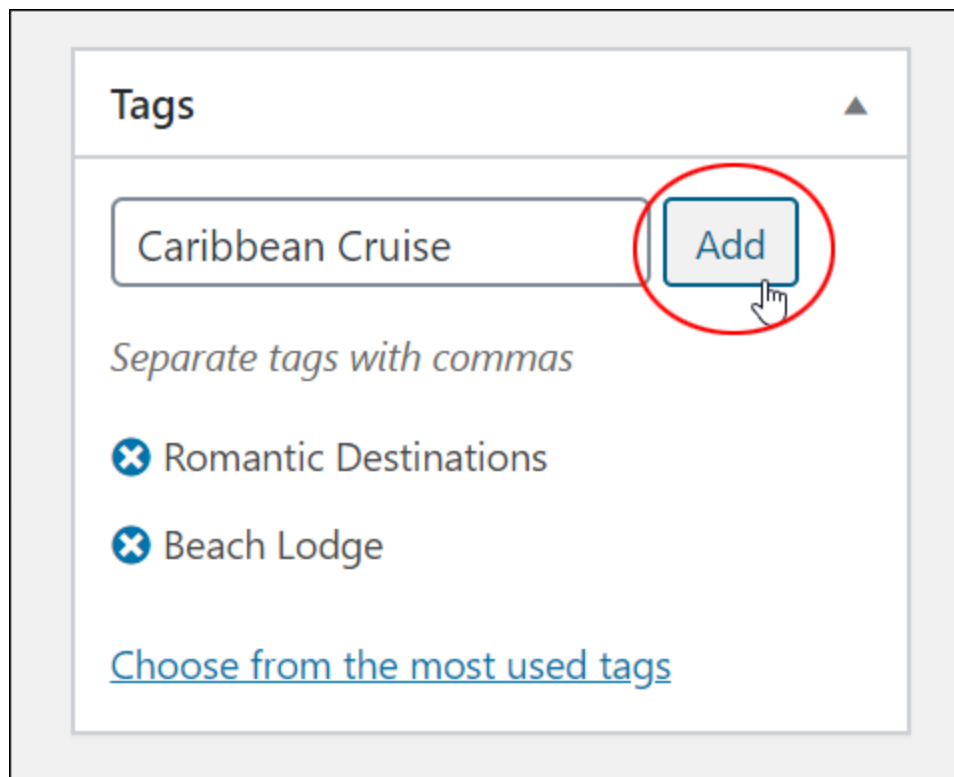 Tags
Caribbean Cruise Add
Separate tags with commas
Romantic Destinations
Beach Lodge
Choose from the most used tags